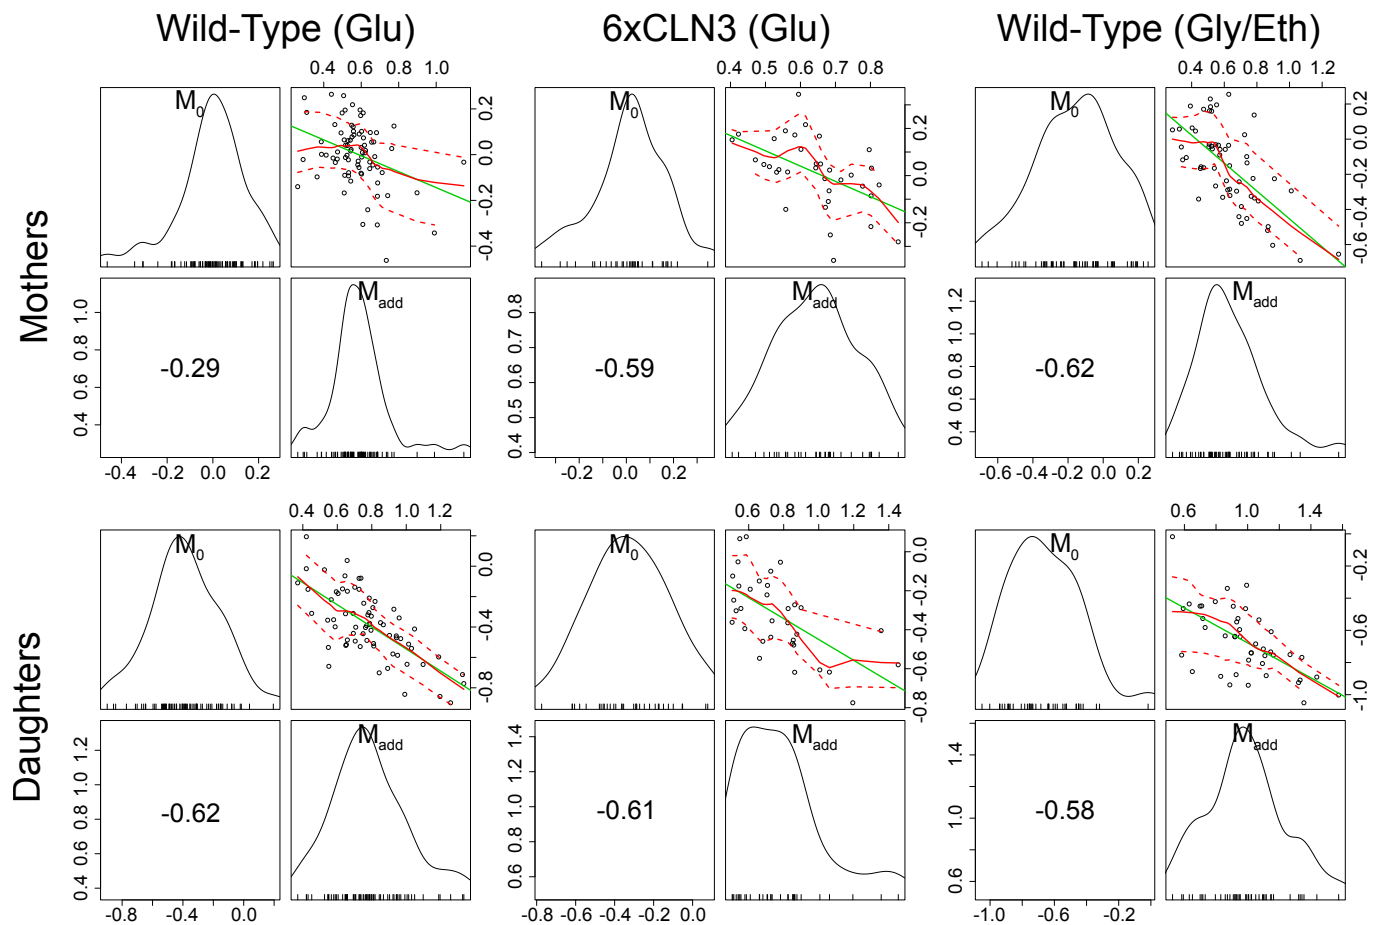 Wild-Type (Glu) 6xCLN3 (Glu) Wild-Type (Gly/Eth)
0.4 0.6 0.8 1.0 0.4 0.5 0.6 0.7 0.8 0.4 0.6 0.8 1.0 1.2
Mothers
M0
-0.4 -0.2 0.0 0.2
M0
-0.2 0.0 0.2
M0
-0.6 -0.4 -0.2 0.0 0.2
0.4 0.6 0.8 1.0
-0.29
Madd
0.4 0.5 0.6 0.7 0.8
-0.59
Madd
0.4 0.6 0.8 1.0 1.2
-0.62
Madd
-0.4 -0.2 0.0 0.2 -0.2 0.0 0.2 -0.6 -0.4 -0.2 0.0 0.2
0.4 0.6 0.8 1.0 1.2 0.6 0.8 1.0 1.2 1.4 0.6 1.0 1.4
Daughters
M0
-0.8 -0.4 0.0
M0
-0.8 -0.6 -0.4 -0.2 0.0
M0
-1.0 -0.6 -0.2
0.4 0.6 0.8 1.0 1.2
-0.62
Madd
0.6 0.8 1.0 1.2 1.4
-0.61
Madd
0.6 1.0 1.4
-0.58
Madd
-0.8 -0.4 0.0 -0.8 -0.6 -0.4 -0.2 0.0 -1.0 -0.6 -0.2